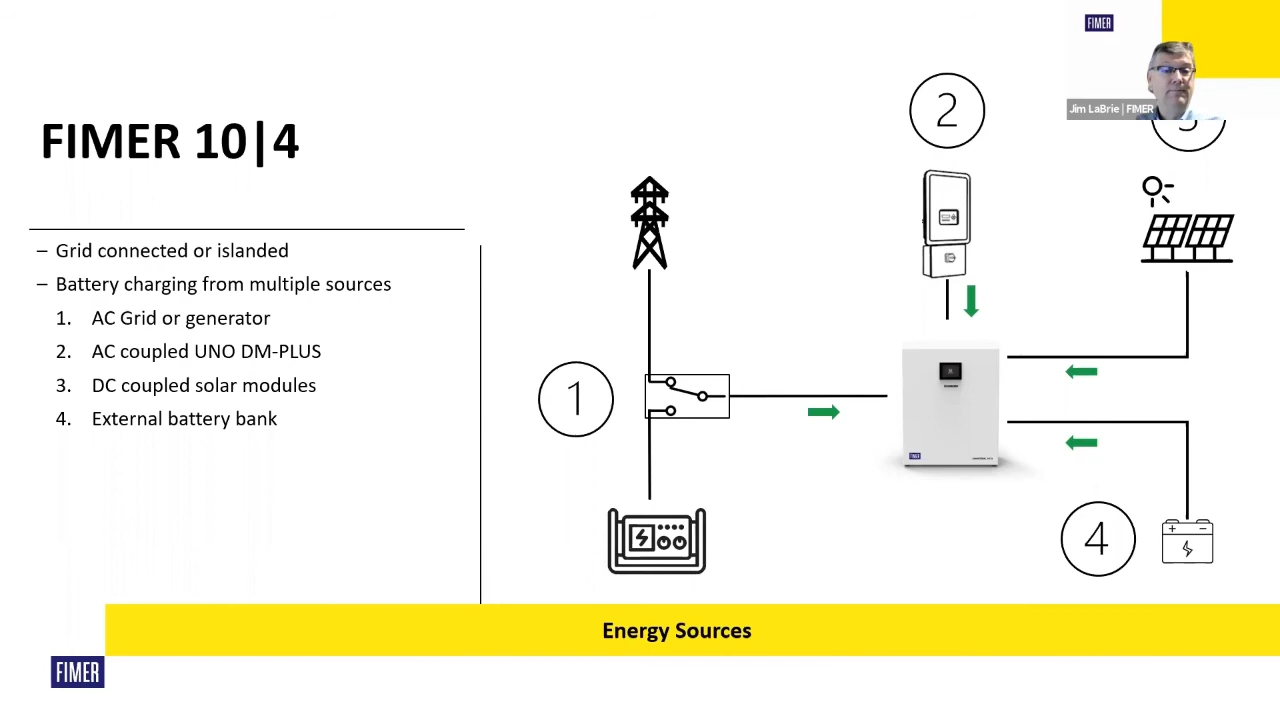 FIMER
Jim LaBrie | FIMER
2
3
FIMER 10|4
– Grid connected or islanded
– Battery charging from multiple sources
1. AC Grid or generator
2. AC coupled UNO DM-PLUS
3. DC coupled solar modules
4. External battery bank
1
4
Energy Sources
FIMER